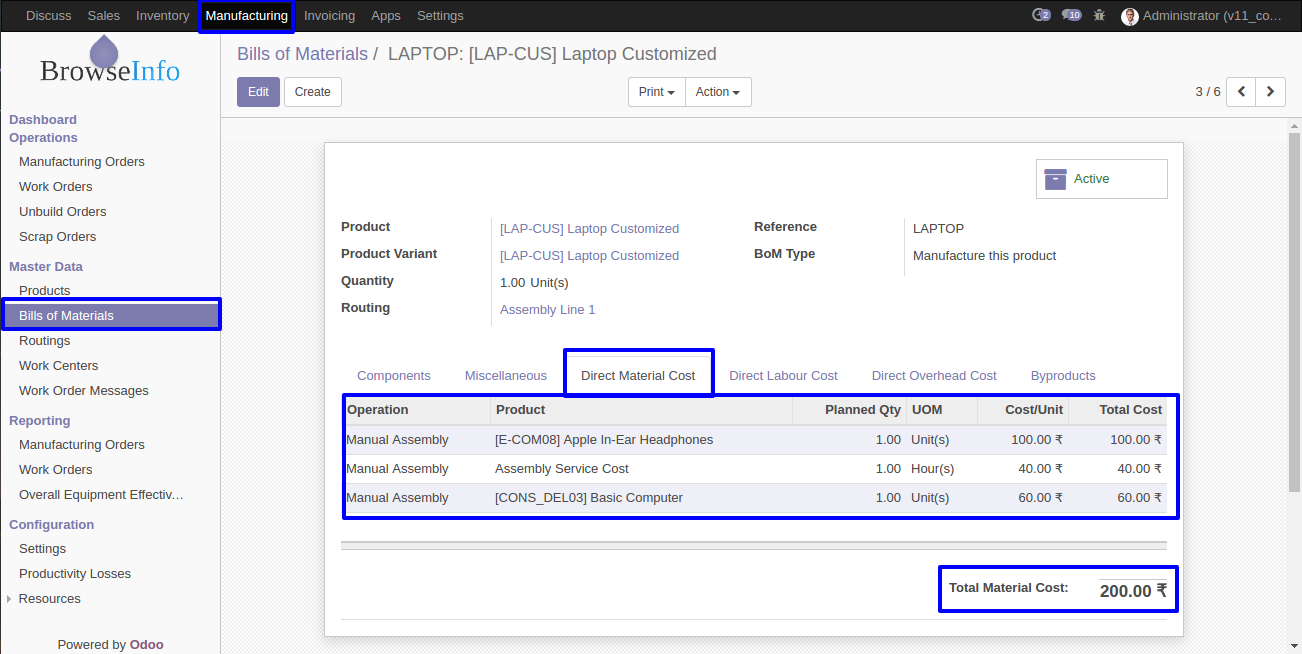 Discuss Sales Inventory Manufacturing Invoicing Apps Settings 2 10 Administrator (v11_co...
BrowseInfo
Bills of Materials / LAPTOP: [LAP-CUS] Laptop Customized
Edit Create Print Action 3 / 6
Dashboard
Operations
Manufacturing Orders
Work Orders
Unbuild Orders
Scrap Orders
Master Data
Products
Bills of Materials
Routings
Work Centers
Work Order Messages
Reporting
Manufacturing Orders
Work Orders
Overall Equipment Effectiv...
Configuration
Settings
Productivity Losses
Resources
Powered by Odoo
Active
Product [LAP-CUS] Laptop Customized Reference LAPTOP
Product Variant [LAP-CUS] Laptop Customized BoM Type Manufacture this product
Quantity 1.00 Unit(s)
Routing Assembly Line 1
Components Miscellaneous Direct Material Cost Direct Labour Cost Direct Overhead Cost Byproducts
Operation Product Planned Qty UOM Cost/Unit Total Cost
Manual Assembly [E-COM08] Apple In-Ear Headphones 1.00 Unit(s) 100.00 ₹ 100.00 ₹
Manual Assembly Assembly Service Cost 1.00 Hour(s) 40.00 ₹ 40.00 ₹
Manual Assembly [CONS_DEL03] Basic Computer 1.00 Unit(s) 60.00 ₹ 60.00 ₹
Total Material Cost: 200.00 ₹